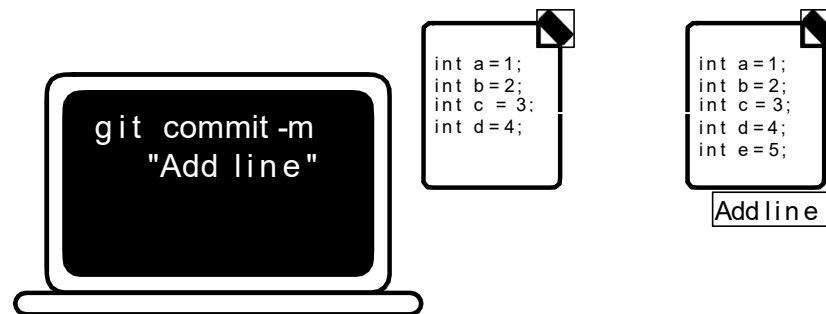 git commit -m
"Add line"
int a=1;
int b=2;
int c = 3;
int d=4;
int a=1;
int b=2;
int c=3;
int d=4;
int e=5;
Add line